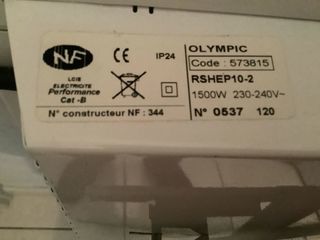 NF
CE
IP24
OLYMPIC
Code : 573815
LCIE
ELECTRICITE
Performance
Cat -B
RSHEP10-2
1500W 230-240V~
N° constructeur NF : 344
N° 0537 120